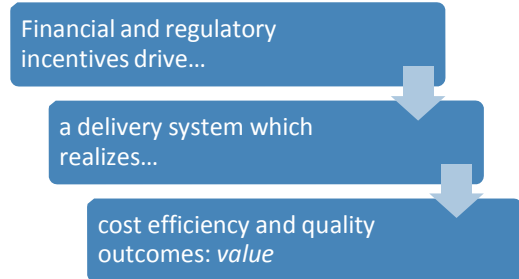 Financial and regulatory
incentives drive…
a delivery system which
realizes…
cost efficiency and quality
outcomes: value